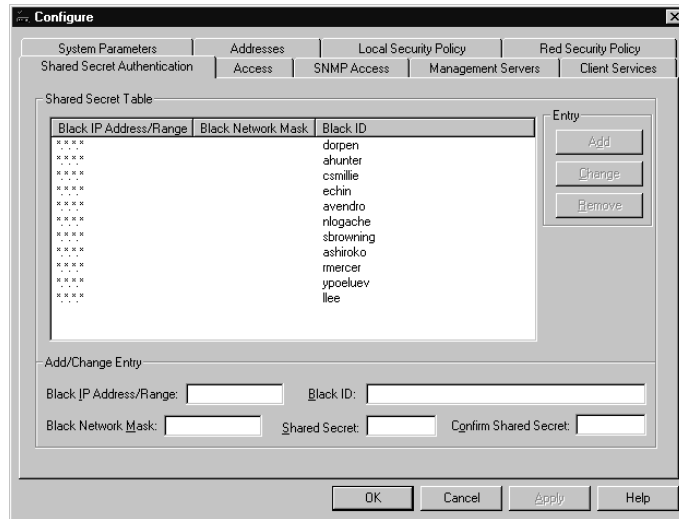 Configure
System Parameters Addresses Local Security Policy Red Security Policy
Shared Secret Authentication Access SNMP Access Management Servers Client Services
Shared Secret Table
Black IP Address/Range Black Network Mask Black ID
*.*.*.* dorpen
*.*.*.* ahunter
*.*.*.* csmillie
*.*.*.* echin
*.*.*.* avendro
*.*.*.* nlogache
*.*.*.* sbrowning
*.*.*.* ashiroko
*.*.*.* rmercer
*.*.*.* ypoeluev
*.*.*.* llee
Entry
Add
Change
Remove
Add/Change Entry
Black IP Address/Range: Black ID:
Black Network Mask: Shared Secret: Confirm Shared Secret:
OK Cancel Apply Help